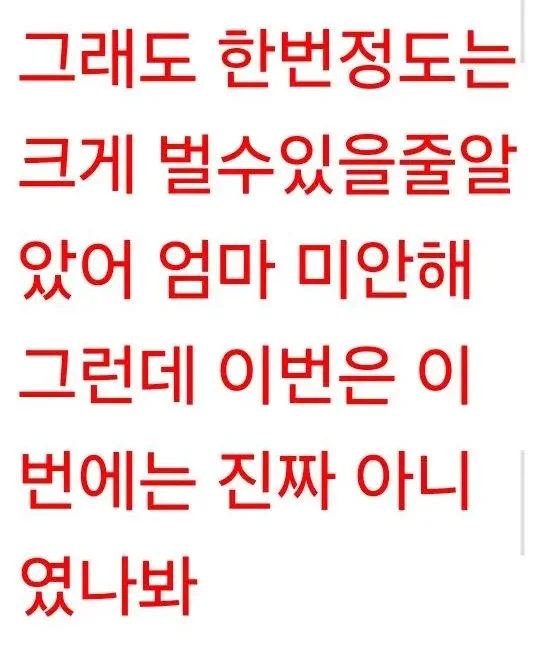 그래도 한번정도는
크게 벌수있을줄알
았어 엄마 미안해
그런데 이번은 이
번에는 진짜 아니
였나봐